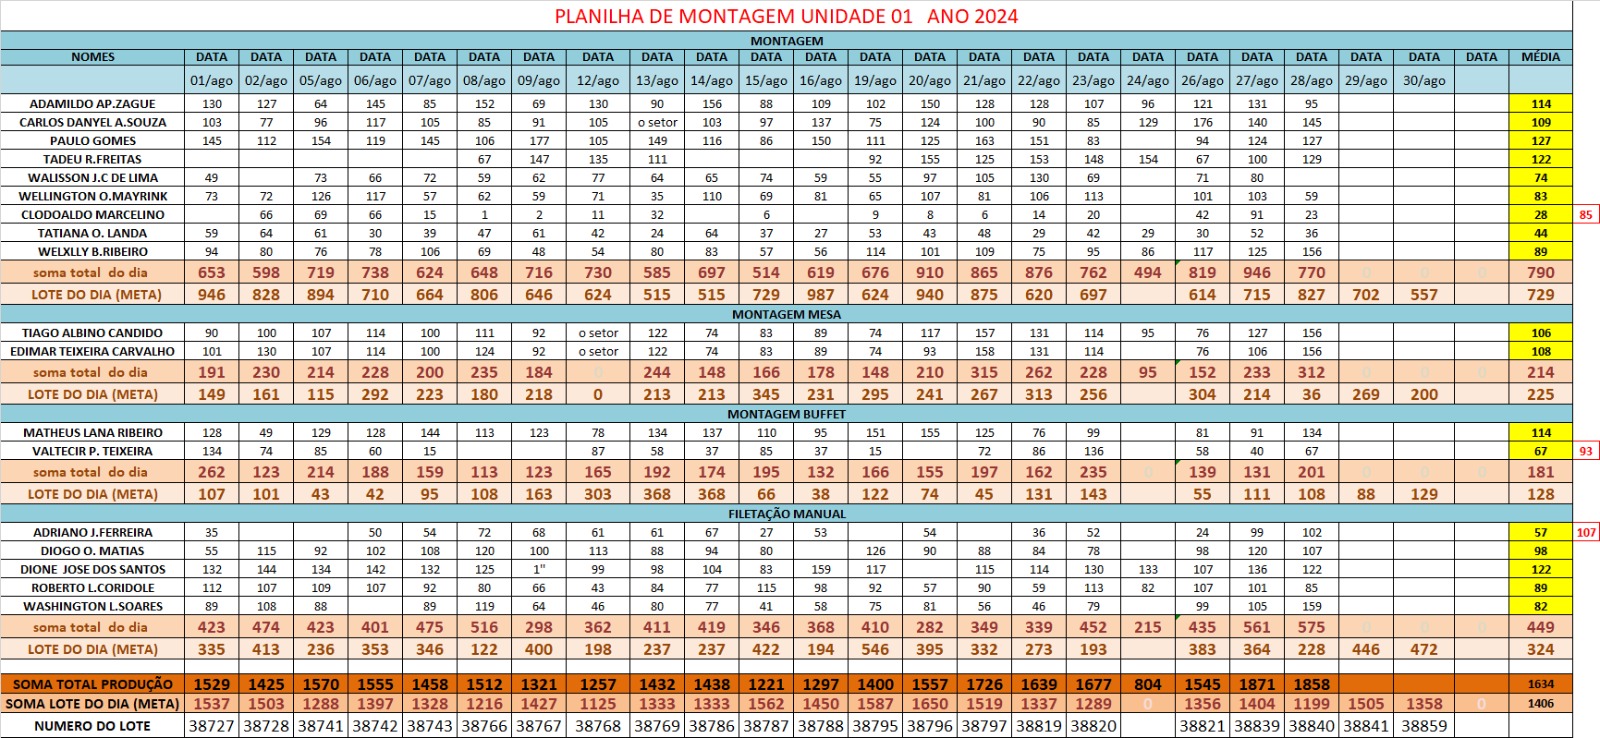 PLANILHA DE MONTAGEM UNIDADE 01 ANO 2024
MONTAGEM
NOMES DATA DATA DATA DATA DATA DATA DATA DATA DATA DATA DATA DATA DATA DATA DATA DATA DATA DATA DATA DATA DATA DATA DATA DATA MÉDIA
01/ago 02/ago 05/ago 06/ago 07/ago 08/ago 09/ago 12/ago 13/ago 14/ago 15/ago 16/ago 19/ago 20/ago 21/ago 22/ago 23/ago 24/ago 26/ago 27/ago 28/ago 29/ago 30/ago
ADAMILDO AP.ZAGUE 130 127 64 145 85 152 69 130 90 156 88 109 102 150 128 128 107 96 121 131 95 114
CARLOS DANYEL A.SOUZA 103 77 96 117 105 85 91 105 o setor 103 97 137 75 124 100 90 85 129 176 140 145 109
PAULO GOMES 145 112 154 119 145 106 177 105 149 116 86 150 111 125 163 151 83 94 124 127 127
TADEU R.FREITAS 67 147 135 111 92 155 125 153 148 154 67 100 129 122
WALISSON J.C DE LIMA 49 73 66 72 59 62 77 64 65 74 59 55 97 105 130 69 71 80 74
WELLINGTON O.MAYRINK 73 72 126 117 57 62 59 71 35 110 69 81 65 107 58 106 113 101 103 59 83
CLODOALDO MARCELINO 66 69 66 15 1 2 11 32 6 9 8 6 14 20 42 91 23 28 85
TATIANA O. LANDA 59 64 61 30 39 47 61 42 24 64 37 27 53 43 48 29 42 29 30 52 36 44
WELXLLY B.RIBEIRO 94 80 76 78 106 69 48 54 80 83 57 56 114 101 109 75 95 86 117 125 156 89
soma total do dia 653 598 719 738 624 648 716 730 585 697 514 619 676 910 865 876 762 494 819 946 770 0 0 0 790
LOTE DO DIA (META) 946 828 894 710 664 806 646 624 515 515 729 987 624 940 875 620 697 614 715 827 702 557 729
MONTAGEM MESA
TIAGO ALBINO CANDIDO 90 100 107 114 100 111 92 o setor 122 74 83 89 74 117 157 131 114 95 76 127 156 106
EDIMAR TEIXEIRA CARVALHO 101 130 107 114 100 124 92 o setor 122 74 83 89 74 93 158 131 114 76 106 156 108
soma total do dia 191 230 214 228 200 235 184 0 244 148 166 178 148 210 315 262 228 95 152 233 312 0 0 0 214
LOTE DO DIA (META) 149 161 115 292 223 180 218 0 213 213 345 231 295 241 267 313 256 304 214 36 269 200 225
MONTAGEM BUFFET
MATHEUS LANA RIBEIRO 128 49 129 128 144 113 123 78 134 137 110 95 151 155 125 76 99 81 91 134 114
VALTECIR P. TEIXEIRA 134 74 85 60 15 87 58 37 85 37 15 72 86 136 58 40 67 67 93
soma total do dia 262 123 214 188 159 113 123 165 192 174 195 132 166 155 197 162 235 0 139 131 201 0 0 0 181
LOTE DO DIA (META) 107 101 43 42 95 108 163 303 368 368 66 38 122 74 45 131 143 55 111 108 88 129 128
FILETAÇÃO MANUAL
ADRIANO J.FERREIRA 35 50 54 72 68 61 61 67 27 53 54 36 52 24 99 102 57 107
DIOGO O. MATIAS 55 115 92 102 108 120 100 113 88 94 80 126 90 88 84 78 98 120 107 98
DIONE JOSE DOS SANTOS 132 144 134 142 132 125 1" 99 98 104 83 159 117 115 114 130 133 107 136 122 122
ROBERTO L.CORIDOLE 112 107 109 107 92 80 66 43 84 77 115 98 92 57 90 59 113 82 107 101 85 89
WASHINGTON L.SOARES 89 108 88 89 119 64 46 80 77 41 58 75 81 56 46 79 99 105 159 82
soma total do dia 423 474 423 401 475 516 298 362 411 419 346 368 410 282 349 339 452 215 435 561 575 0 0 0 449
LOTE DO DIA (META) 335 413 236 353 346 122 400 198 237 237 422 194 546 395 332 273 193 383 364 228 446 472 324
SOMA TOTAL PRODUÇÃO 1529 1425 1570 1555 1458 1512 1321 1257 1432 1438 1221 1297 1400 1557 1726 1639 1677 804 1545 1871 1858 1634
SOMA LOTE DO DIA (META) 1537 1503 1288 1397 1328 1216 1427 1125 1333 1333 1562 1450 1587 1650 1519 1337 1289 0 1356 1404 1199 1505 1358 0 1406
NUMERO DO LOTE 38727 38728 38741 38742 38743 38766 38767 38768 38769 38786 38787 38788 38795 38796 38797 38819 38820 38821 38839 38840 38841 38859